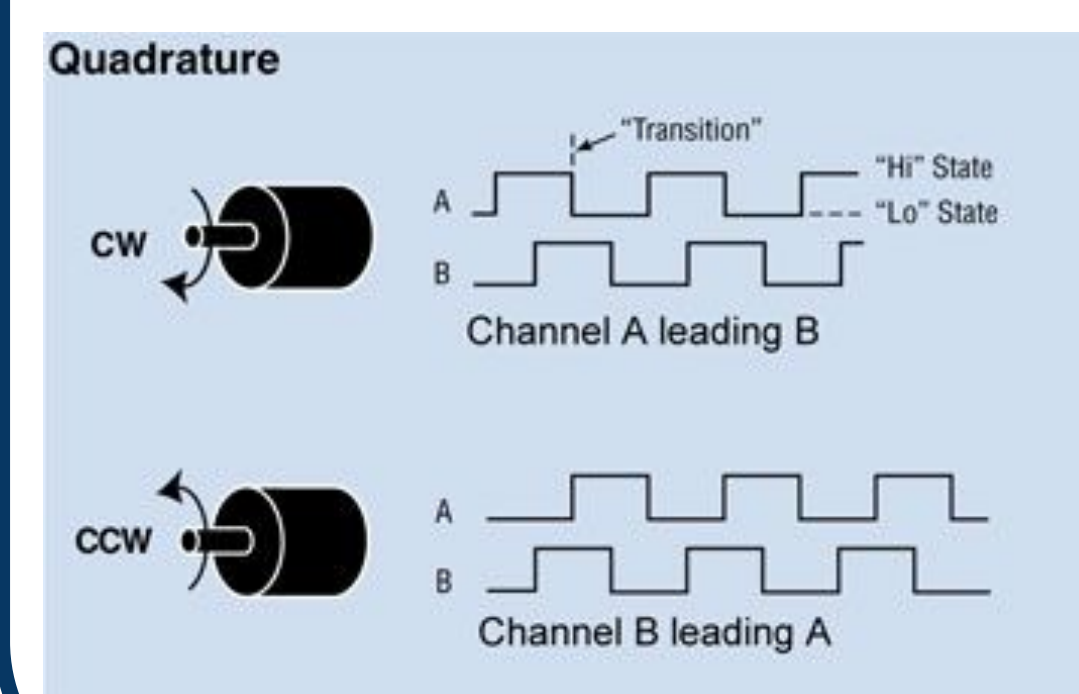 Quadrature
"Transition"
"Hi" State
A
"Lo" State
CW
B
Channel A leading B
A
CCW
B
Channel B leading A